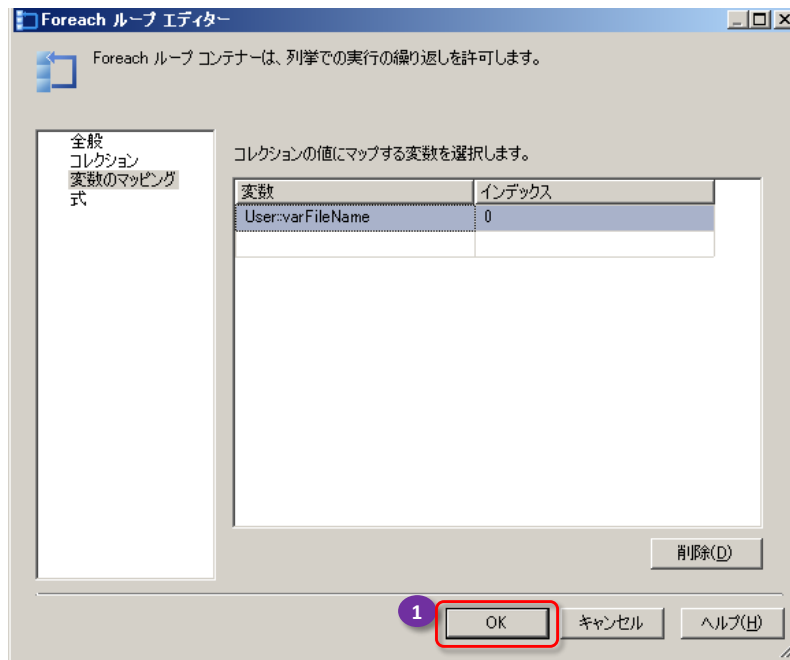 Foreach ループ エディター
Foreach ループ コンテナーは、列挙での実行の繰り返しを許可します。
全般
コレクション
変数のマッピング
式
コレクションの値にマップする変数を選択します。
変数 インデックス
User::varFileName 0
削除(D)
1
OK キャンセル ヘルプ(H)